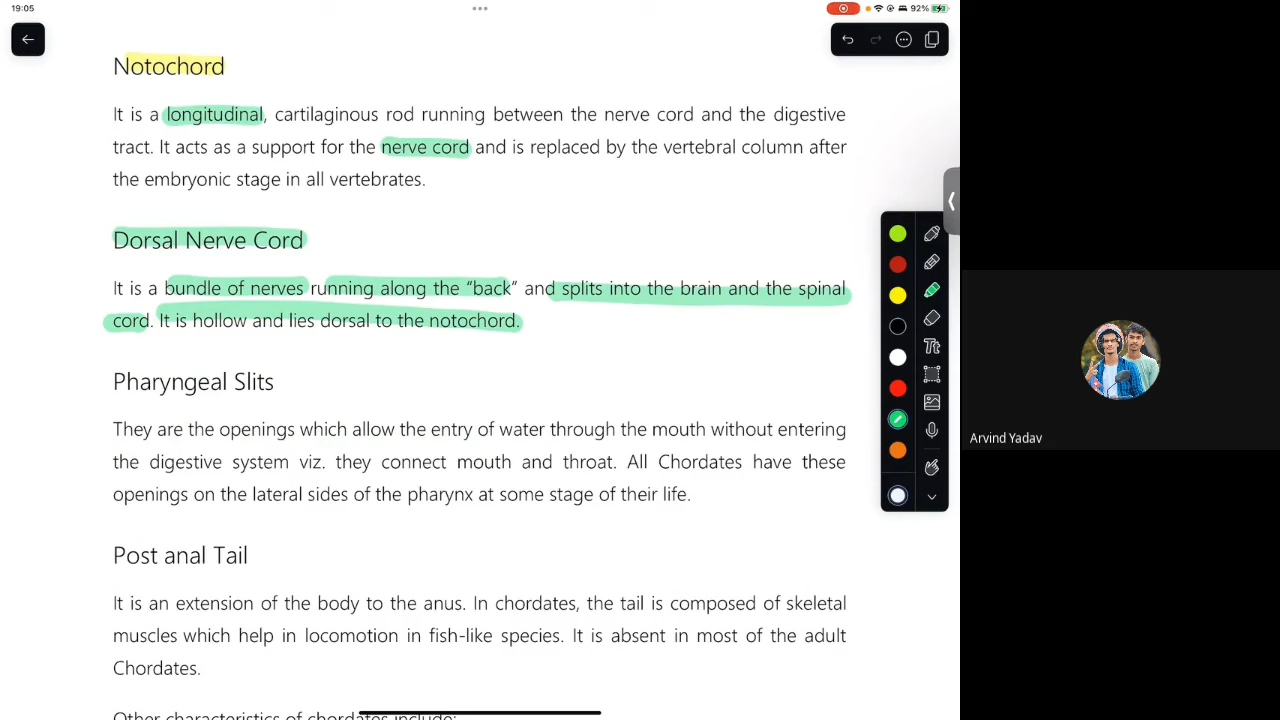 19:05
92%
Notochord
It is a longitudinal, cartilaginous rod running between the nerve cord and the digestive
tract. It acts as a support for the nerve cord and is replaced by the vertebral column after
the embryonic stage in all vertebrates.
Dorsal Nerve Cord
It is a bundle of nerves running along the “back” and splits into the brain and the spinal
cord. It is hollow and lies dorsal to the notochord.
Pharyngeal Slits
They are the openings which allow the entry of water through the mouth without entering
the digestive system viz. they connect mouth and throat. All Chordates have these
openings on the lateral sides of the pharynx at some stage of their life.
Post anal Tail
It is an extension of the body to the anus. In chordates, the tail is composed of skeletal
muscles which help in locomotion in fish-like species. It is absent in most of the adult
Chordates.
Other characteristics of chordates include:
Tt
Arvind Yadav